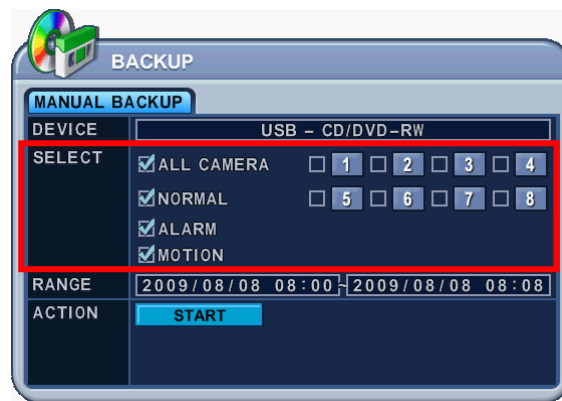 BACKUP
MANUAL BACKUP
DEVICE USB – CD/DVD–RW
SELECT ALL CAMERA 1 2 3 4
NORMAL 5 6 7 8
ALARM
MOTION
RANGE 2009/08/08 08:00~2009/08/08 08:08
ACTION START